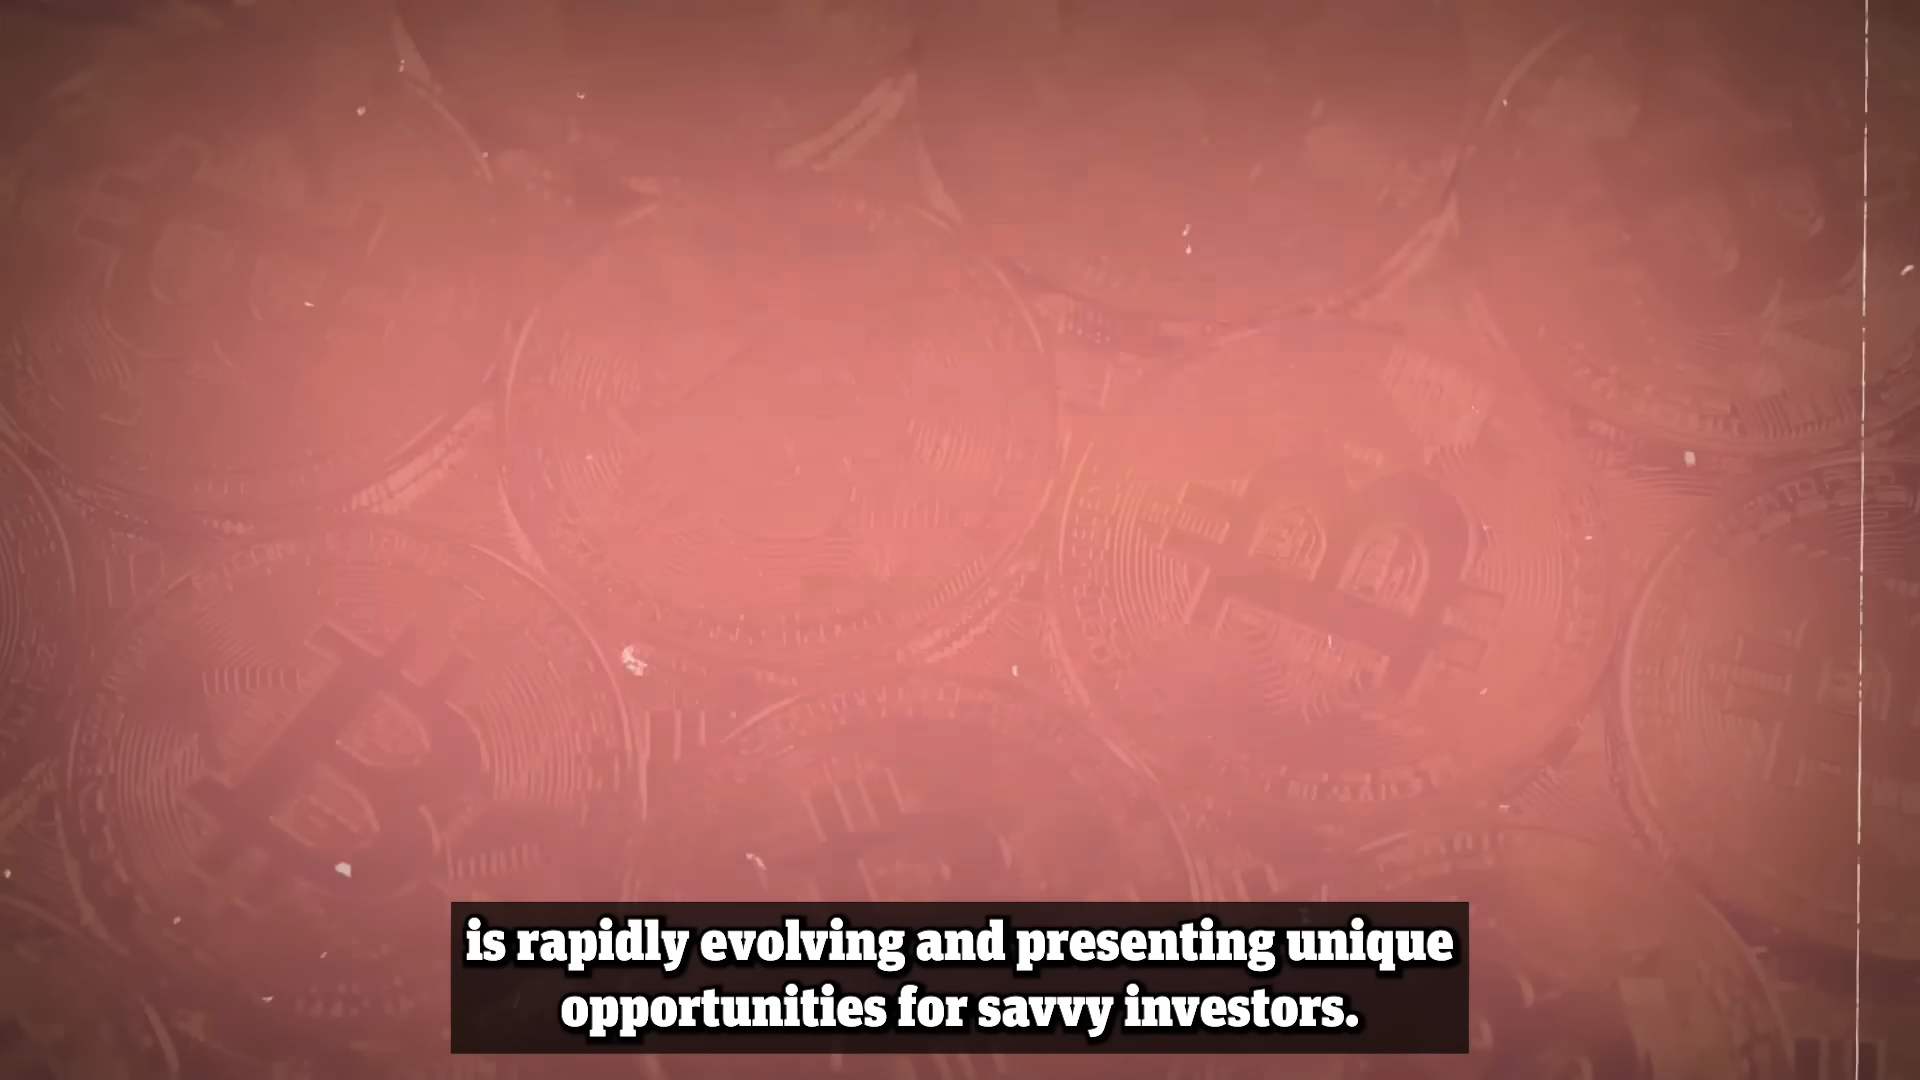 is rapidly evolving and presenting unique
opportunities for savvy investors.